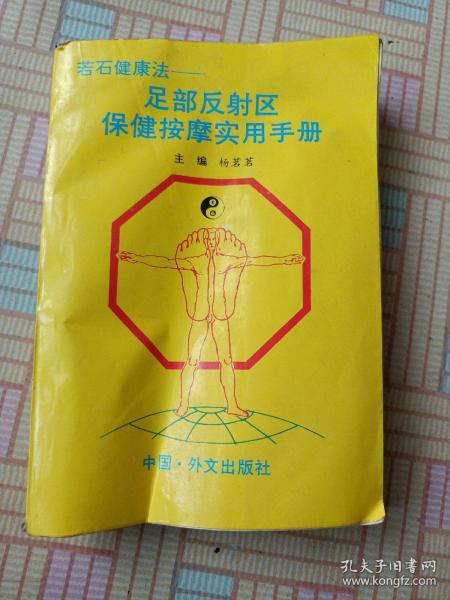 若石健康法——
足部反射区
保健按摩实用手册
主 编 杨茗茗
中国·外文出版社
孔夫子旧书网
www.kongfz.com